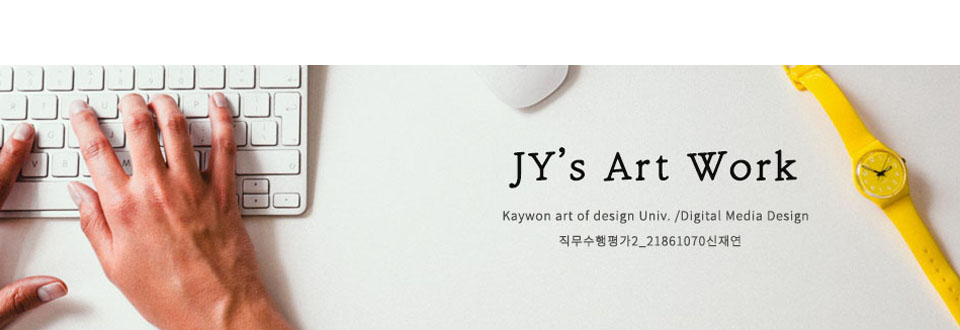 JY's Art Work
Kaywon art of design Univ. /Digital Media Design
직무수행평가2_21861070신재연